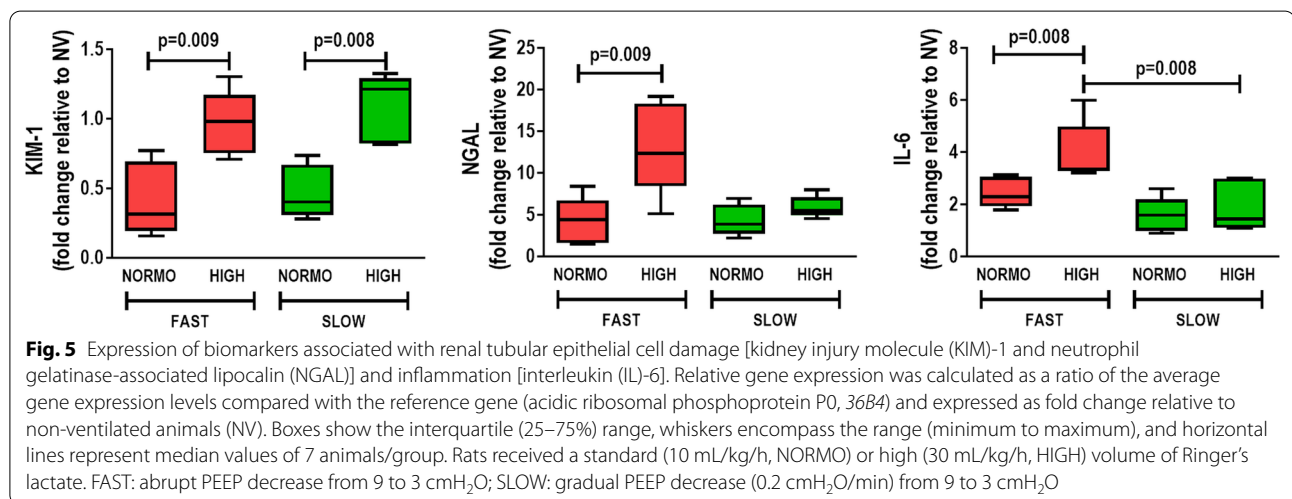 p=0.009
p=0.008
KIM-1
(fold change relative to NV)
1.5
1.0
0.5
0.0
NORMO HIGH NORMO HIGH
FAST SLOW
p=0.009
NGAL
(fold change relative to NV)
25
20
15
10
5
0
NORMO HIGH NORMO HIGH
FAST SLOW
p=0.008
p=0.008
IL-6
(fold change relative to NV)
8
6
4
2
0
NORMO HIGH NORMO HIGH
FAST SLOW
Fig. 5 Expression of biomarkers associated with renal tubular epithelial cell damage [kidney injury molecule (KIM)-1 and neutrophil
gelatinase-associated lipocalin (NGAL)] and inflammation [interleukin (IL)-6]. Relative gene expression was calculated as a ratio of the average
gene expression levels compared with the reference gene (acidic ribosomal phosphoprotein P0, 36B4) and expressed as fold change relative to
non-ventilated animals (NV). Boxes show the interquartile (25–75%) range, whiskers encompass the range (minimum to maximum), and horizontal
lines represent median values of 7 animals/group. Rats received a standard (10 mL/kg/h, NORMO) or high (30 mL/kg/h, HIGH) volume of Ringer's
lactate. FAST: abrupt PEEP decrease from 9 to 3 cmH₂O; SLOW: gradual PEEP decrease (0.2 cmH₂O/min) from 9 to 3 cmH₂O